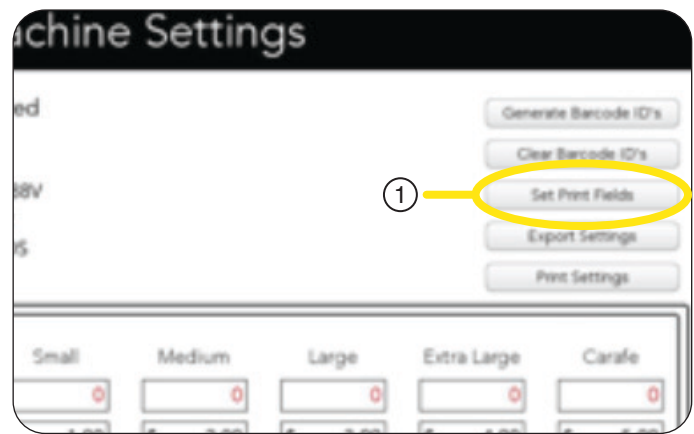 achine Settings
ed
Generate Barcode ID's
Clear Barcode ID's
88V
1
Set Print Fields
0S
Export Settings
Print Settings
Small Medium Large Extra Large Carafe
0 0 0 0 0